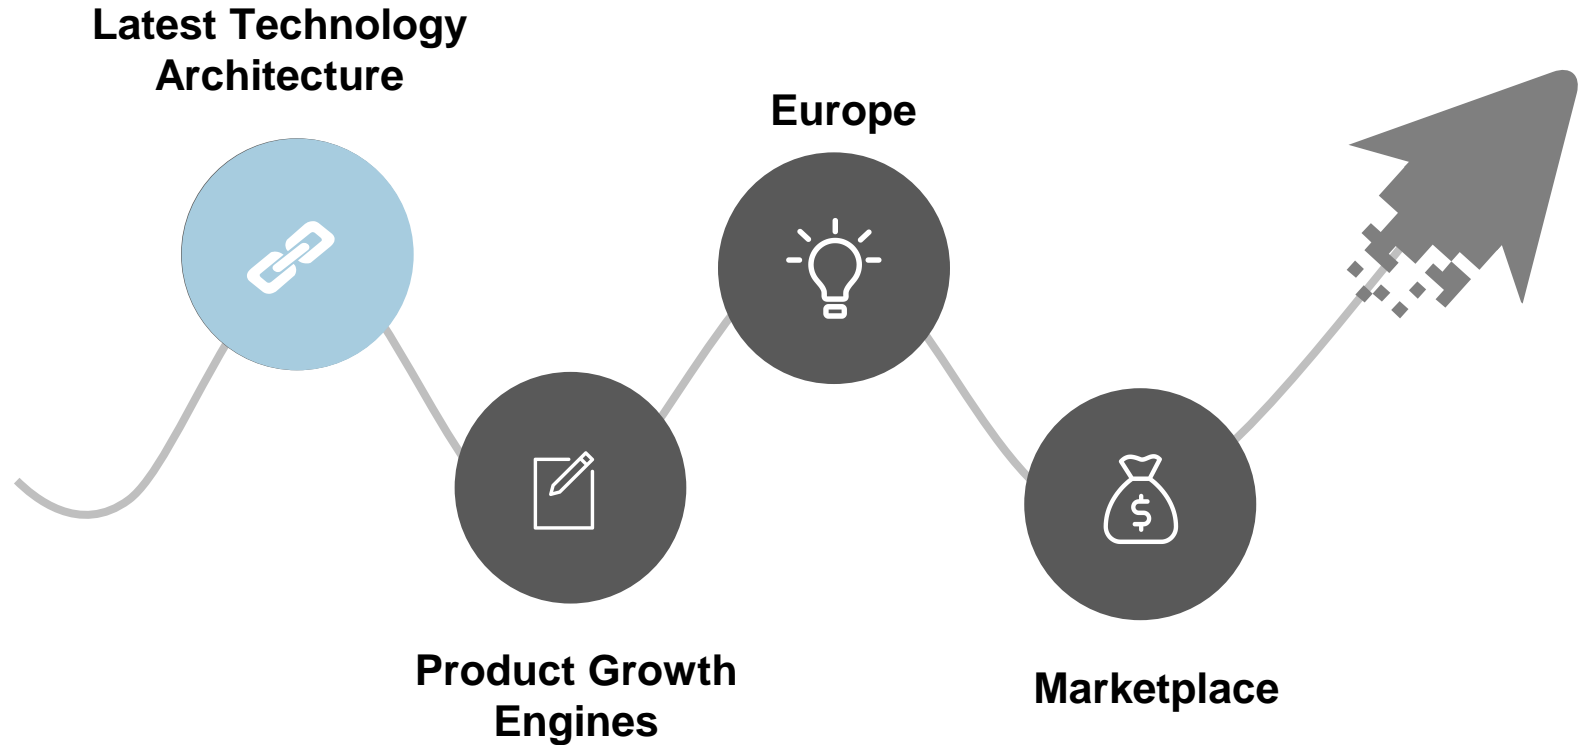 Latest Technology
Architecture
Europe
Product Growth
Engines
Marketplace
$